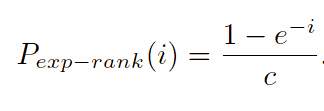 P_{exp-rank}(i) = \frac{1 - e^{-i}}{c}.